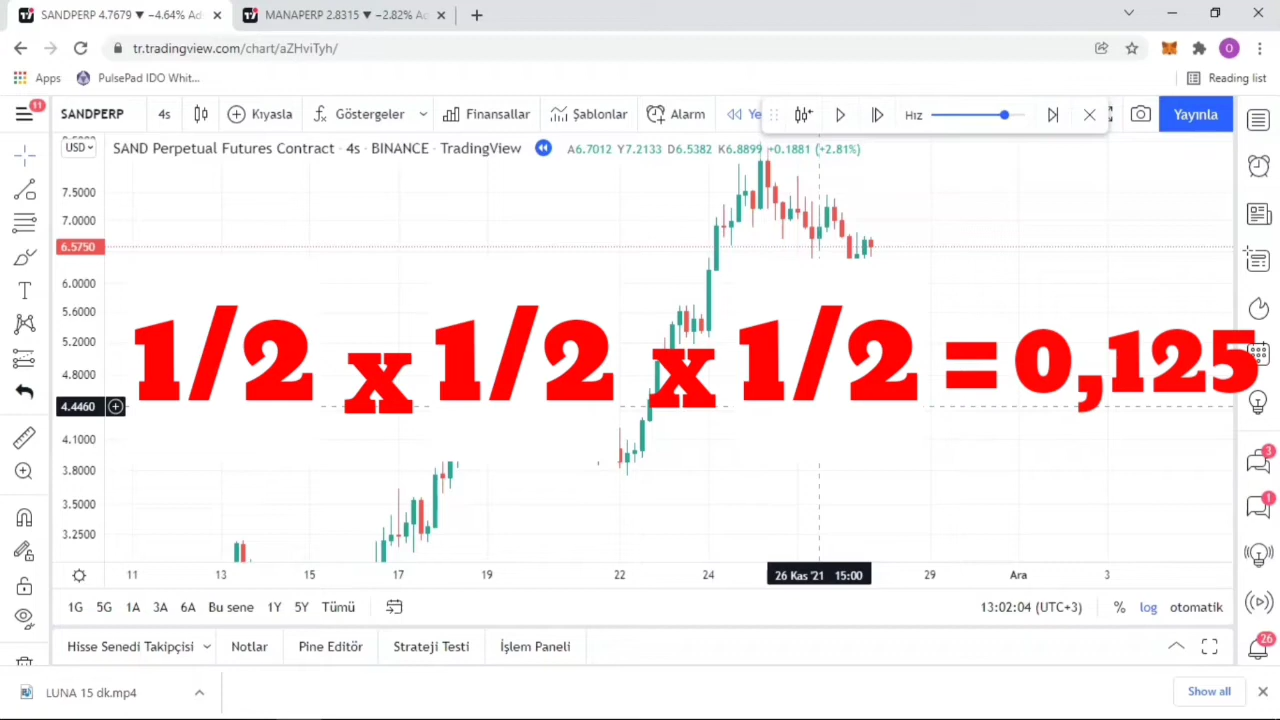 SANDPERP 4.7679 ▼ −4.64% Ad
MANAPERP 2.8315 ▼ −2.82% A
tr.tradingview.com/chart/aZHviTyh/
O
Apps
PulsePad IDO Whit...
Reading list
11
SANDPERP
4s
Kıyasla
Göstergeler
Finansallar
Şablonlar
Alarm
Ye
Hız
Yayınla
USD
SAND Perpetual Futures Contract · 4s · BINANCE · TradingView
A6.7012 Y7.2133 D6.5382 K6.8899 +0.1881 (+2.81%)
7.5000
7.0000
6.5750
6.0000
5.6000
5.2000
4.8000
4.4460
4.1000
3.8000
3.5000
3.2500
1/2 x 1/2 x 1/2 = 0,125
3
1
11 13 15 17 19 22 24 26 Kas '21 15:00 29 Ara 3
1G 5G 1A 3A 6A Bu sene 1Y 5Y Tümü
13:02:04 (UTC+3) % log otomatik
26
Hisse Senedi Takipçisi
Notlar
Pine Editör
Strateji Testi
İşlem Paneli
LUNA 15 dk.mp4
Show all